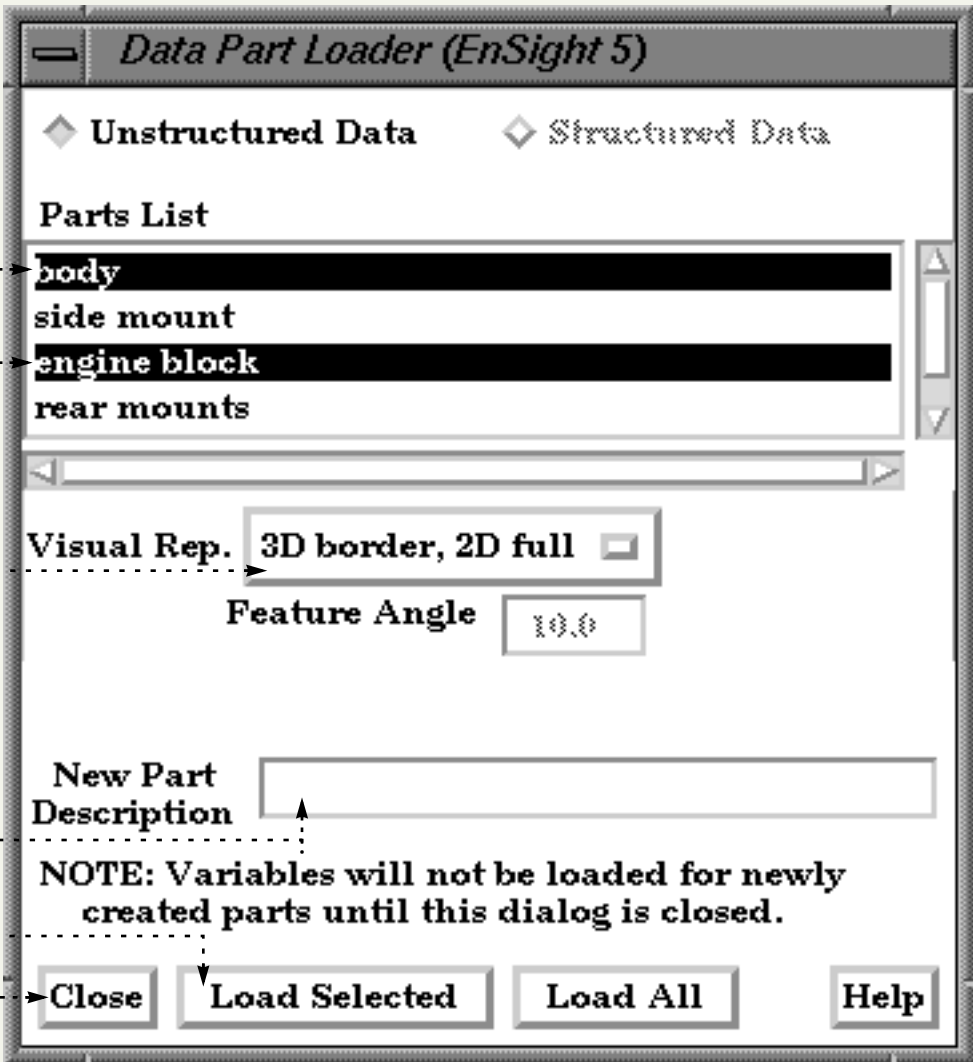 Data Part Loader (EnSight 5)
Unstructured Data Structured Data
Parts List
body
side mount
engine block
rear mounts
Visual Rep. 3D border, 2D full
Feature Angle 10.0
New Part
Description
NOTE: Variables will not be loaded for newly
created parts until this dialog is closed.
Close Load Selected Load All Help